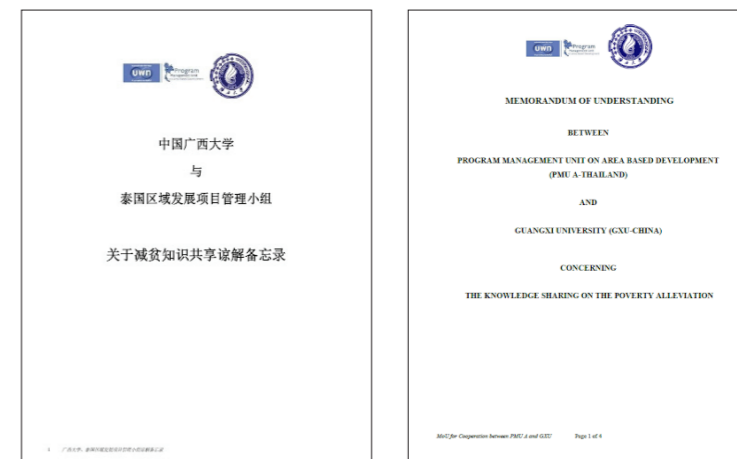 Program
中国广西大学
与
泰国区域发展项目管理小组
关于减贫知识共享谅解备忘录
Program
MEMORANDUM OF UNDERSTANDING
BETWEEN
PROGRAM MANAGEMENT UNIT ON AREA BASED DEVELOPMENT
(PMU A-THAILAND)
AND
GUANGXI UNIVERSITY (GXU-CHINA)
CONCERNING
THE KNOWLEDGE SHARING ON THE POVERTY ALLEVIATION
MoU for Cooperation between PMU A and GXU Page 1 of 4